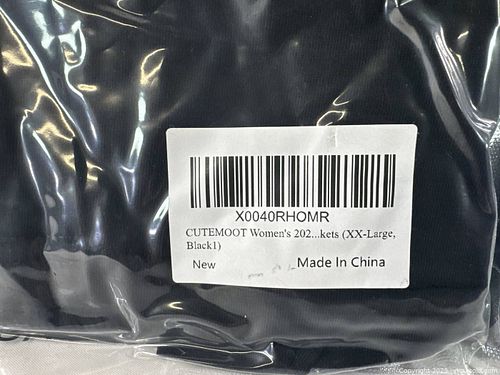 X0040RHOMR
CUTEMOOT Women's 202...kets (XX-Large,
Black1)
New
Made In China